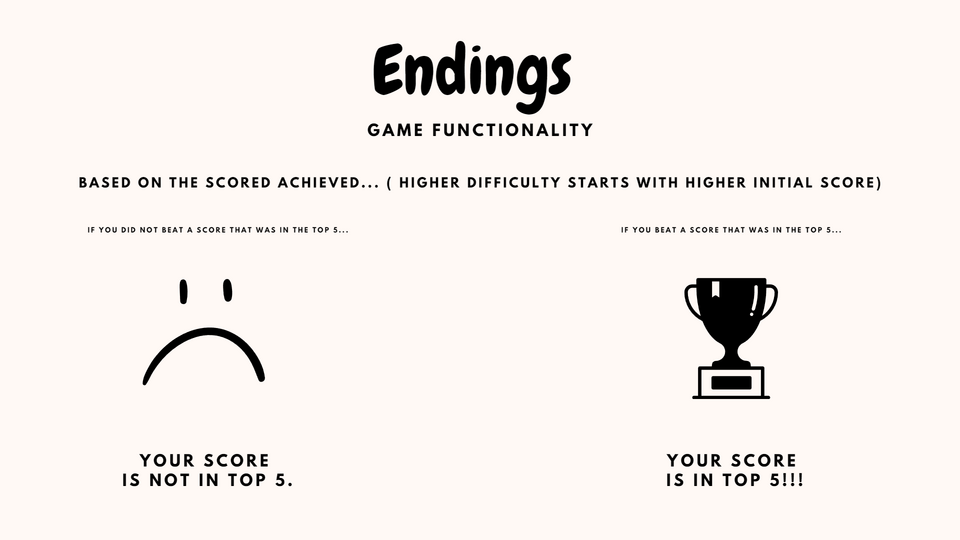 Endings
GAME FUNCTIONALITY
BASED ON THE SCORED ACHIEVED... ( HIGHER DIFFICULTY STARTS WITH HIGHER INITIAL SCORE)
IF YOU DID NOT BEAT A SCORE THAT WAS IN THE TOP 5...
YOUR SCORE
IS NOT IN TOP 5.
IF YOU BEAT A SCORE THAT WAS IN THE TOP 5...
YOUR SCORE
IS IN TOP 5!!!